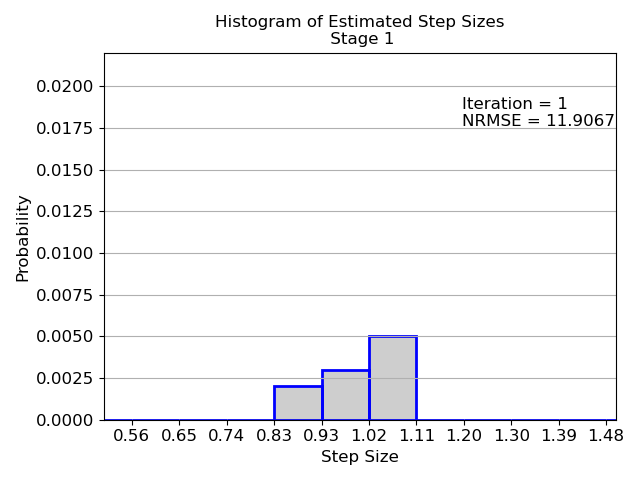 Histogram of Estimated Step Sizes
Stage 1
Iteration = 1
NRMSE = 11.9067
Probability
0.0200
0.0175
0.0150
0.0125
0.0100
0.0075
0.0050
0.0025
0.0000
0.56 0.65 0.74 0.83 0.93 1.02 1.11 1.20 1.30 1.39 1.48
Step Size